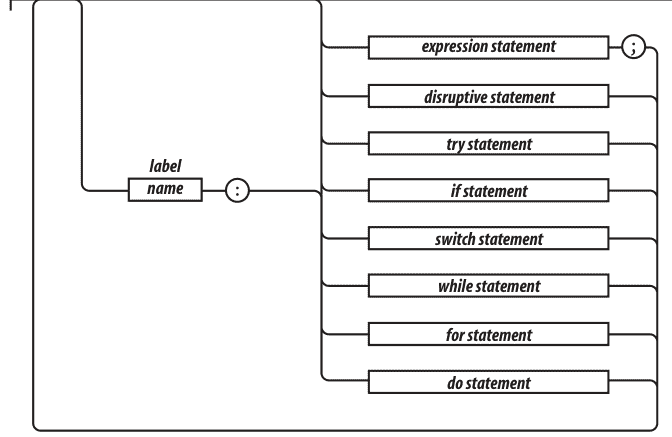 expression statement ;
disruptive statement
try statement
label
name :
if statement
switch statement
while statement
for statement
do statement